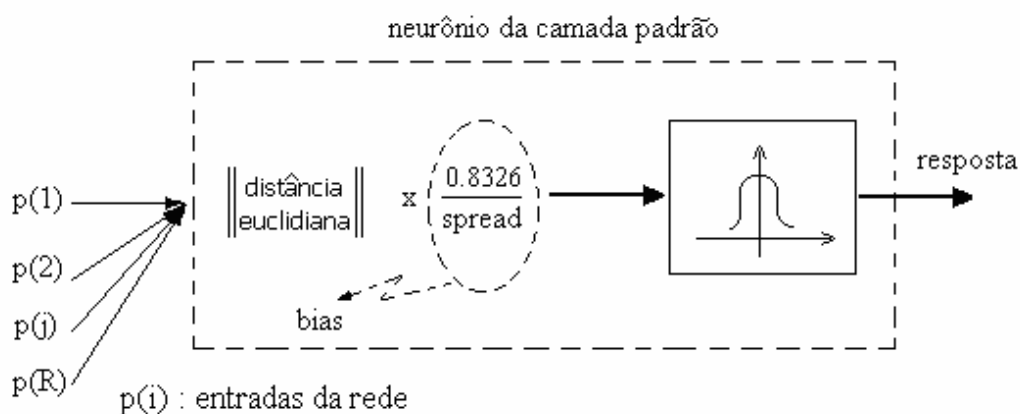 neurônio da camada padrão
distância
euclidiana
x
0.8326
spread
resposta
p(1)
p(2)
p(j)
p(R)
bias
p(i) : entradas da rede